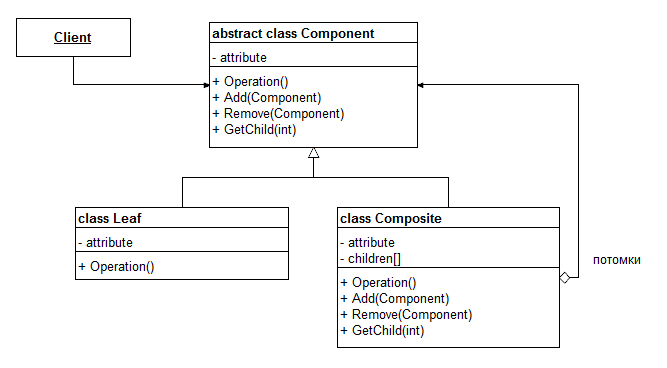 Client
abstract class Component
- attribute
+ Operation()
+ Add(Component)
+ Remove(Component)
+ GetChild(int)
class Leaf
- attribute
+ Operation()
class Composite
- attribute
- children[]
+ Operation()
+ Add(Component)
+ Remove(Component)
+ GetChild(int)
потомки